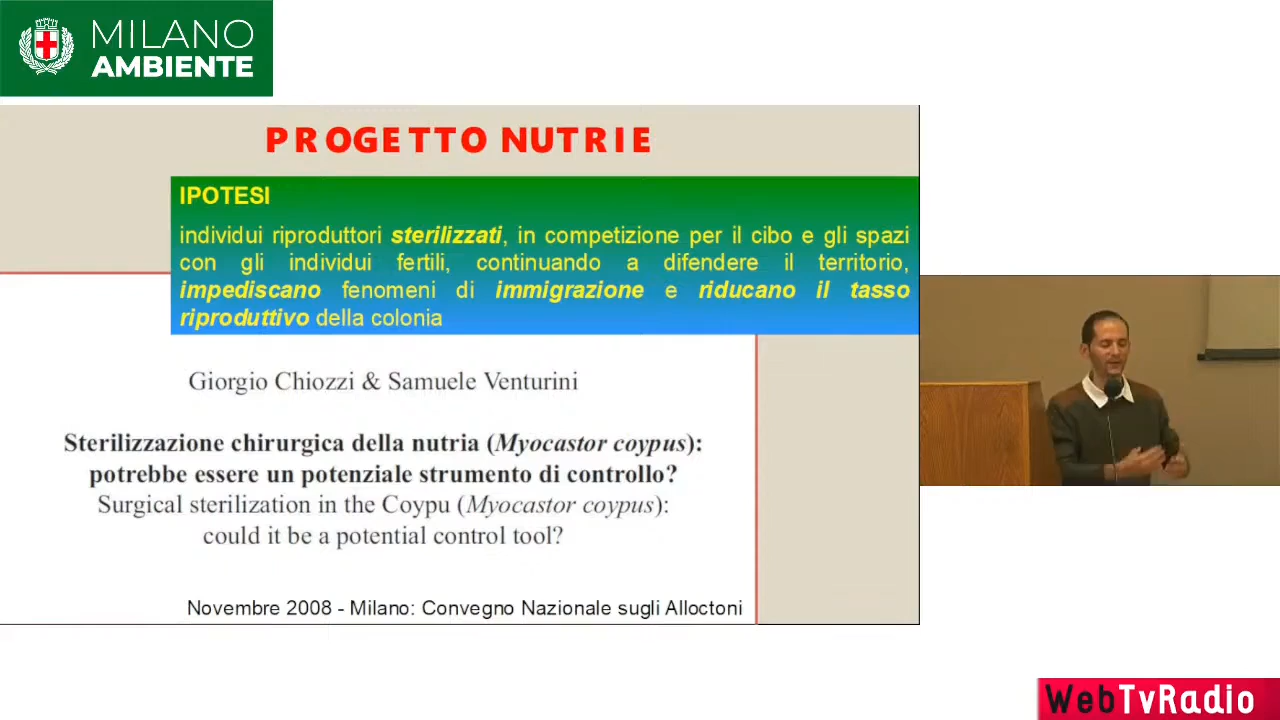 MILANO
AMBIENTE
PROGETTO NUTRIE
IPOTESI
individui riproduttori sterilizzati, in competizione per il cibo e gli spazi
con gli individui fertili, continuando a difendere il territorio,
impediscano fenomeni di immigrazione e riducano il tasso
riproduttivo della colonia
Giorgio Chiozzi & Samuele Venturini
Sterilizzazione chirurgica della nutria (Myocastor coypus):
potrebbe essere un potenziale strumento di controllo?
Surgical sterilization in the Coypu (Myocastor coypus):
could it be a potential control tool?
Novembre 2008 - Milano: Convegno Nazionale sugli Alloctoni
WebTvRadio